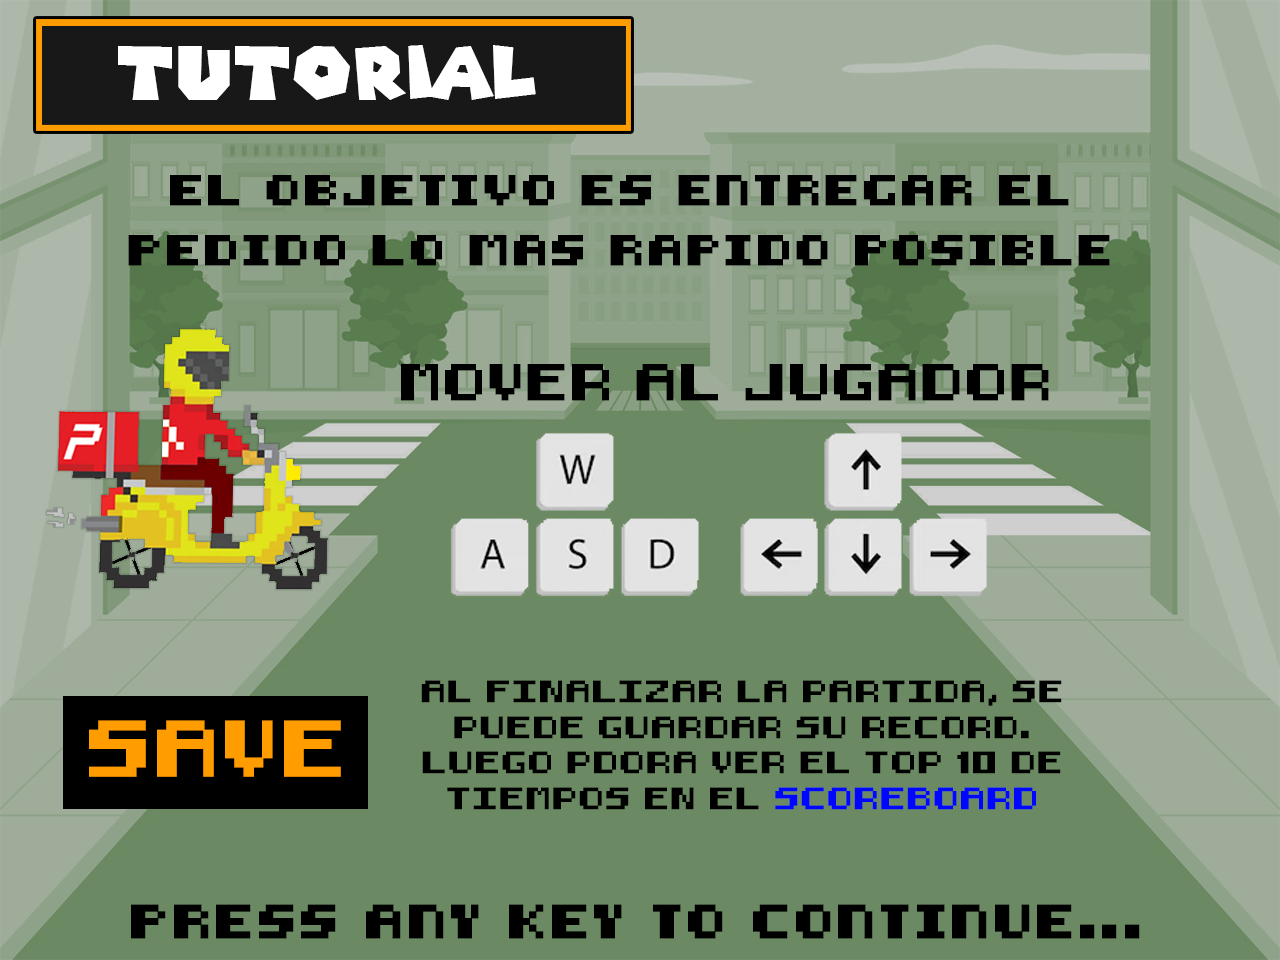 TUTORIAL
EL OBJETIVO ES ENTREGAR EL
PEDIDO LO MAS RAPIDO POSIBLE
MOVER AL JUGADOR
P
W
A S D
↑
← ↓ →
AL FINALIZAR LA PARTIDA, SE
PUEDE GUARDAR SU RECORD.
LUEGO PDORA VER EL TOP 10 DE
TIEMPOS EN EL SCOREBOARD
SAVE
PRESS ANY KEY TO CONTINUE...